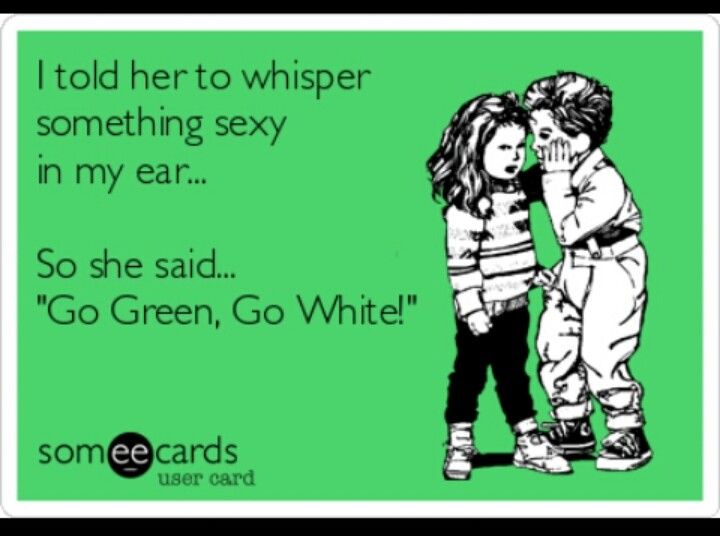 I told her to whisper
something sexy
in my ear...
So she said...
"Go Green, Go White!"
someecards
user card